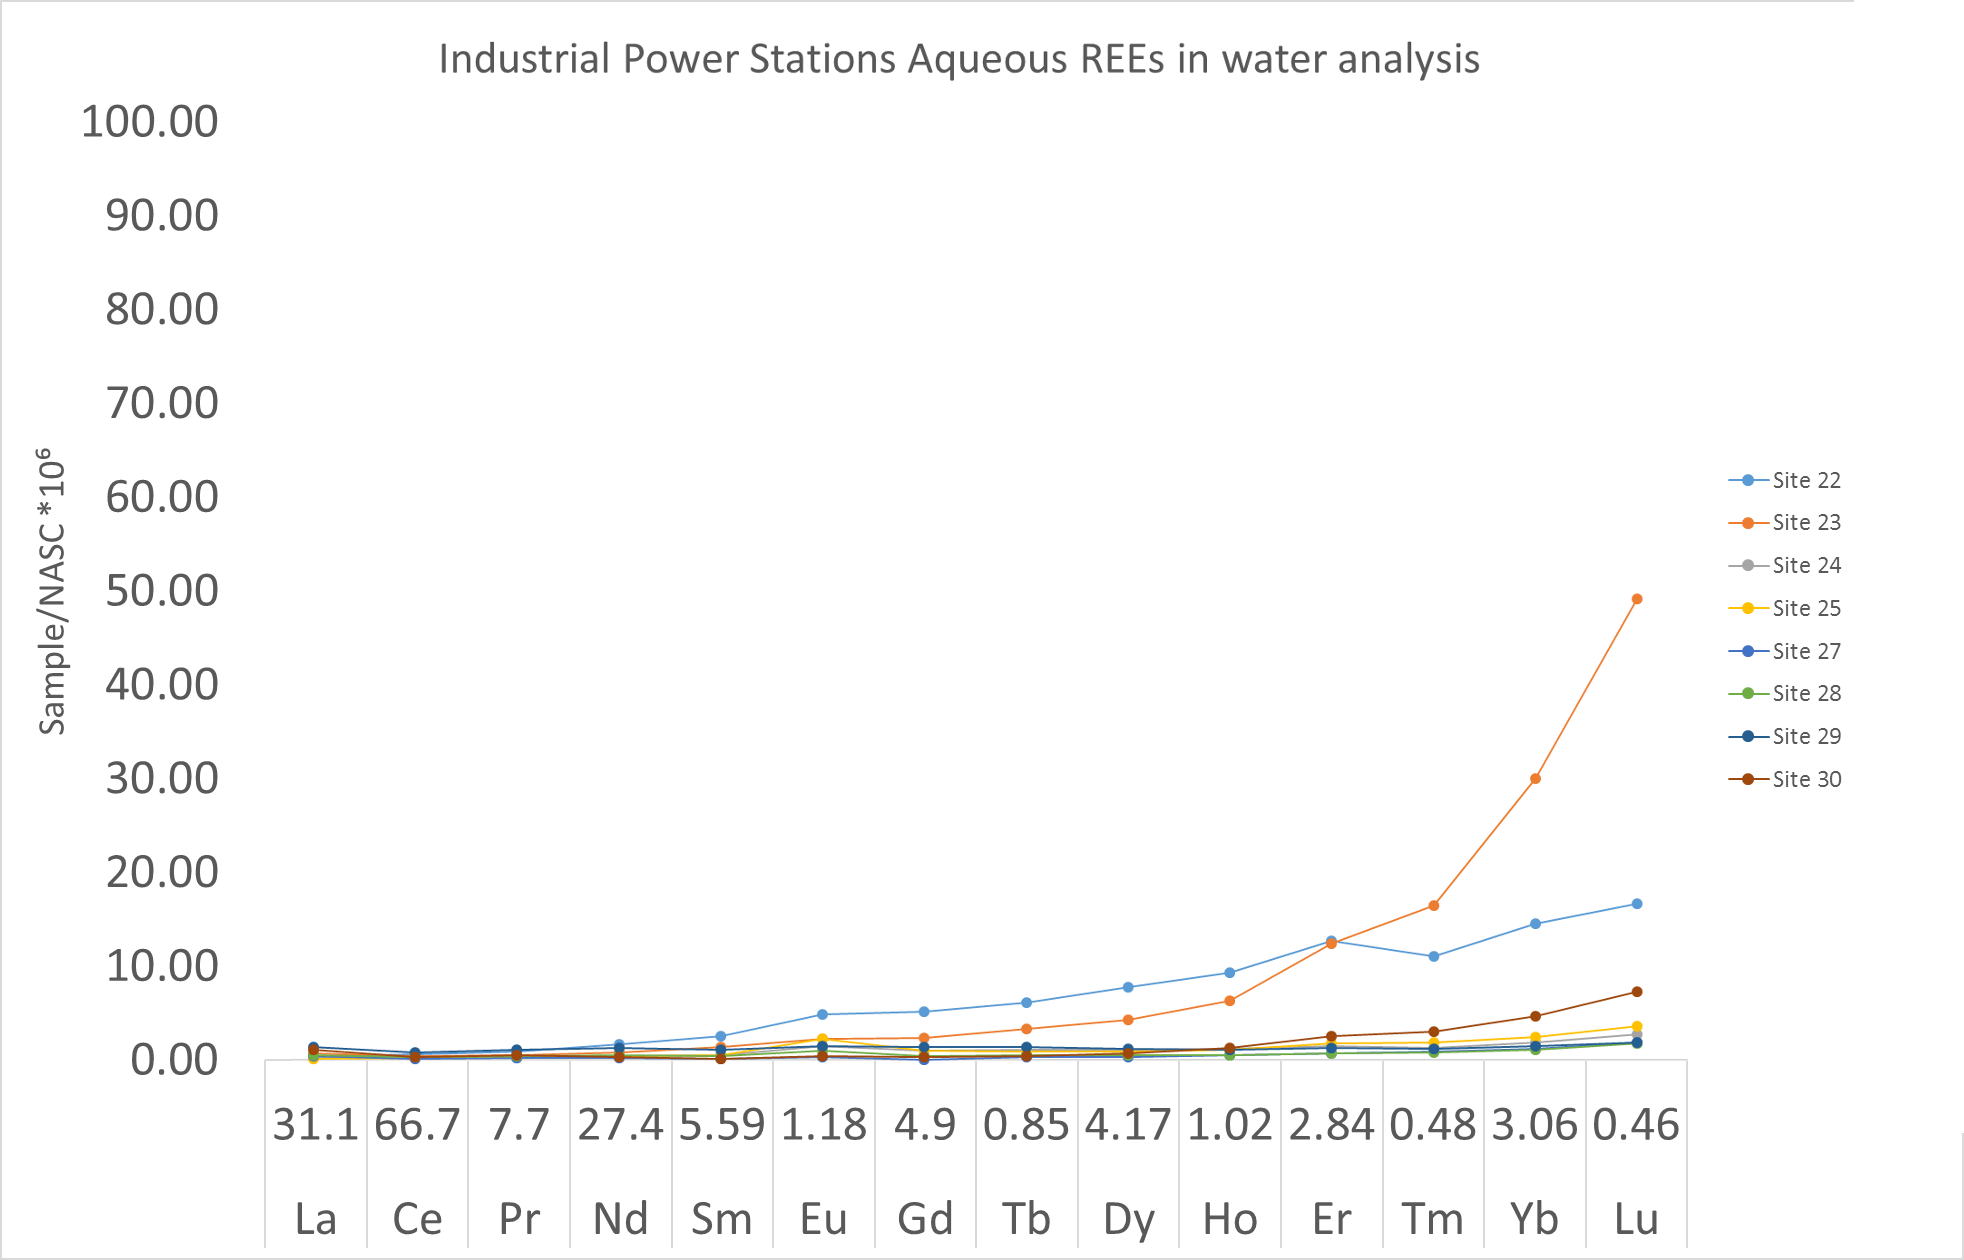 Industrial Power Stations Aqueous REEs in water analysis
Sample/NASC *10⁶
100.00
90.00
80.00
70.00
60.00
50.00
40.00
30.00
20.00
10.00
0.00
31.1 66.7 7.7 27.4 5.59 1.18 4.9 0.85 4.17 1.02 2.84 0.48 3.06 0.46
La Ce Pr Nd Sm Eu Gd Tb Dy Ho Er Tm Yb Lu
Site 22
Site 23
Site 24
Site 25
Site 27
Site 28
Site 29
Site 30